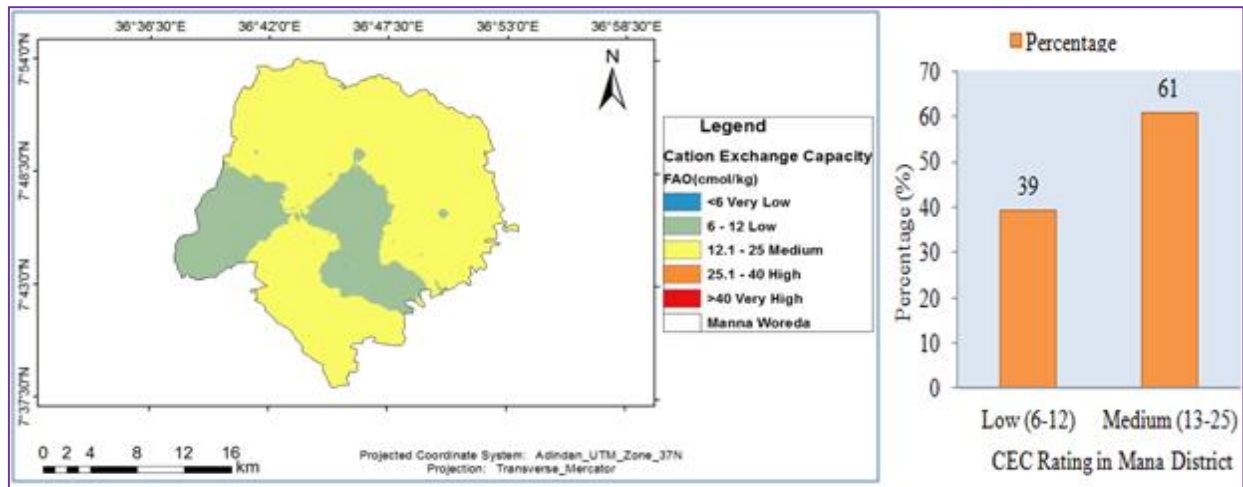 36°36'30"E 36°42'0"E 36°47'30"E 36°53'0"E 36°58'30"E
7°54'0"N
7°48'30"N
7°43'0"N
7°37'30"N
N
Legend
Cation Exchange Capacity
FAO(cmol/kg)
<6 Very Low
6 - 12 Low
12.1 - 25 Medium
25.1 - 40 High
>40 Very High
Manna Woreda
0 2 4 8 12 16
km
Projected Coordinate System: Adindan_UTM_Zone_37N
Projection: Transverse_Mercator
Percentage
Percentage (%)
70
60
50
40
30
20
10
0
39
61
Low (6-12) Medium (13-25)
CEC Rating in Mana District